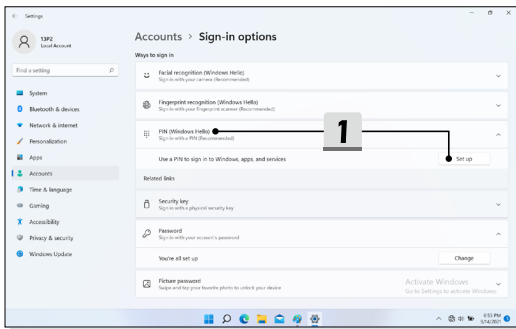 Settings
13P2
Local Account
Find a setting
System
Bluetooth & devices
Network & internet
Personalization
Apps
Accounts
Time & language
Gaming
Accessibility
Privacy & security
Windows Update
Accounts > Sign-in options
Ways to sign in
Facial recognition (Windows Hello)
Sign in with your camera (Recommended)
Fingerprint recognition (Windows Hello)
Sign in with your fingerprint scanner (Recommended)
PIN (Windows Hello)
Sign in with a PIN (Recommended)
1
Use a PIN to sign in to Windows, apps, and services
Set up
Related links
Security key
Sign in with a physical security key
Password
Sign in with your account's password
You're all set up
Change
Picture password
Swipe and tap your favorite photo to unlock your device
Activate Windows
Go to Settings to activate Windows.
6:53 PM
9/14/2021